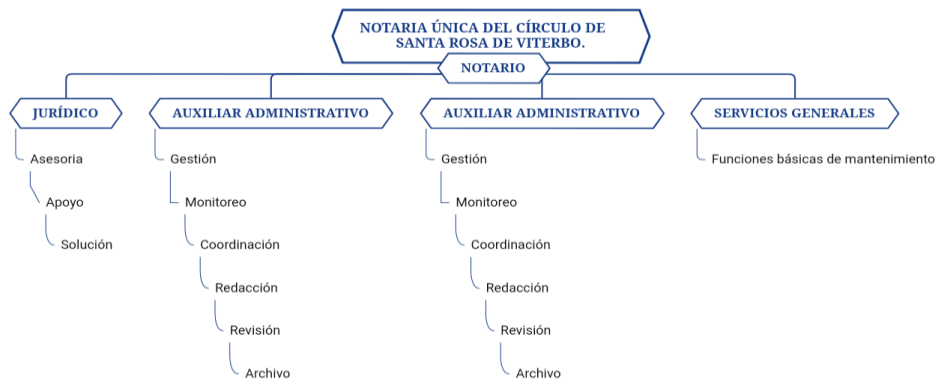 NOTARIA ÚNICA DEL CÍRCULO DE
SANTA ROSA DE VITERBO.
NOTARIO
JURÍDICO
Asesoria
Apoyo
Solución
AUXILIAR ADMINISTRATIVO
Gestión
Monitoreo
Coordinación
Redacción
Revisión
Archivo
AUXILIAR ADMINISTRATIVO
Gestión
Monitoreo
Coordinación
Redacción
Revisión
Archivo
SERVICIOS GENERALES
Funciones básicas de mantenimiento